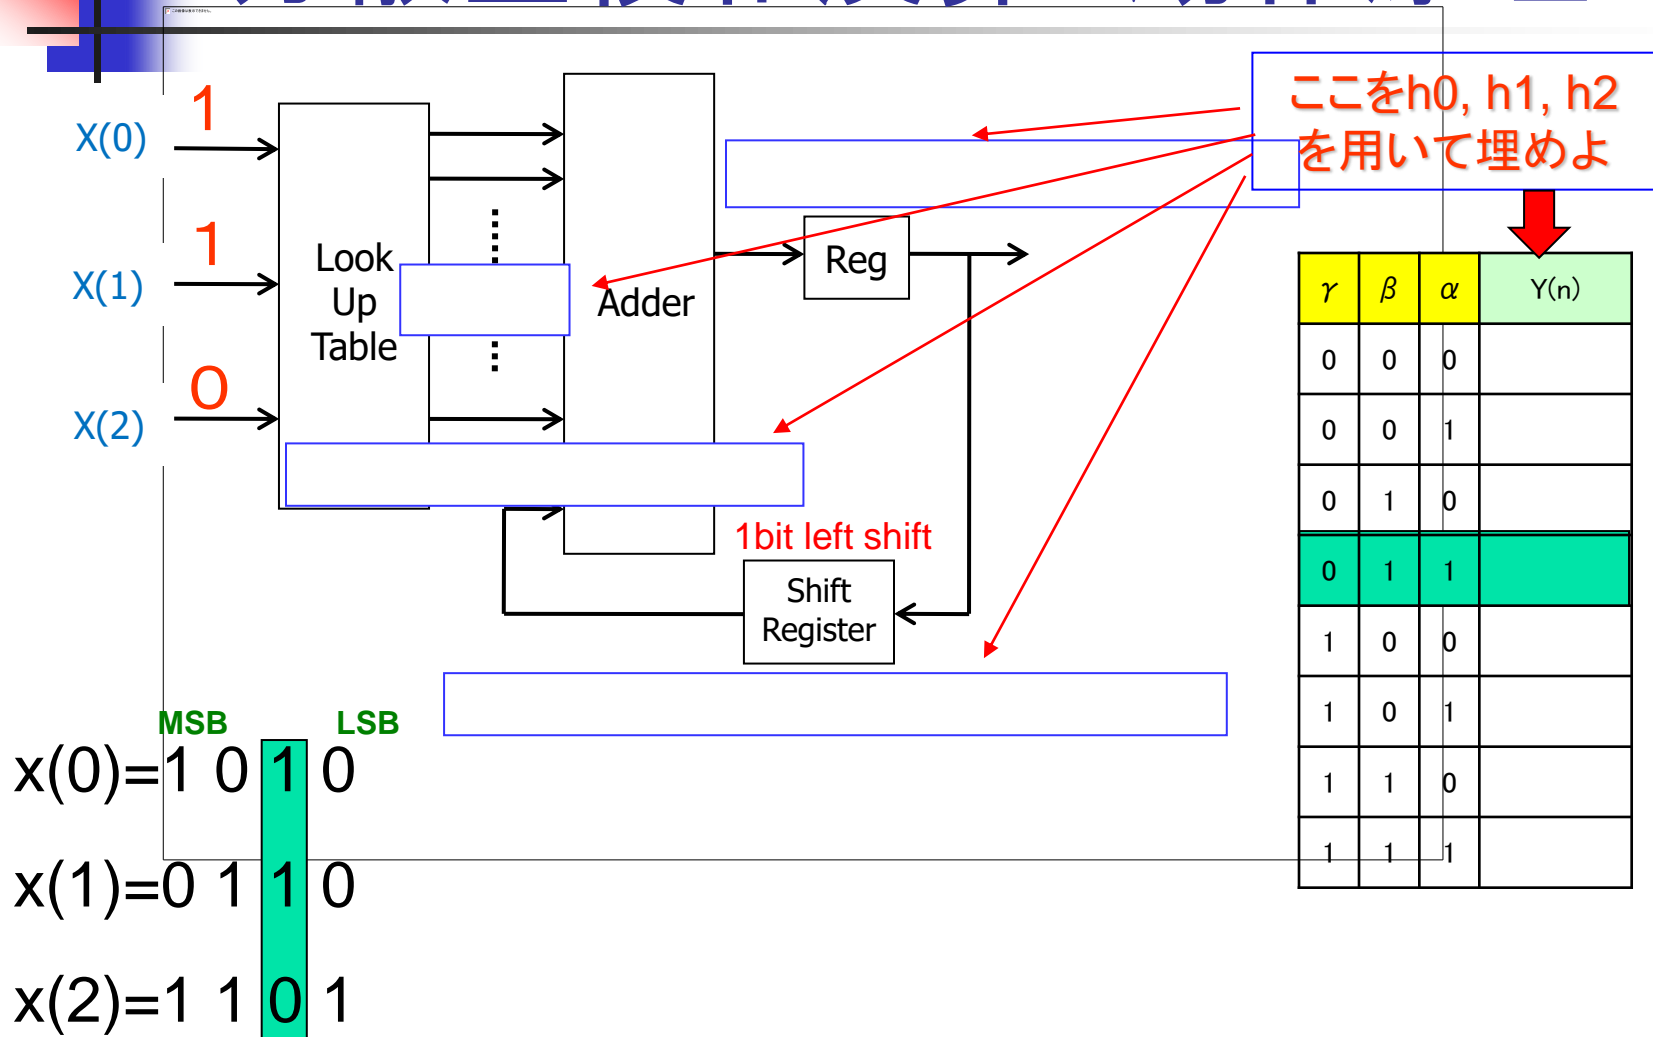 ここをh0, h1, h2
を用いて埋めよ
X(0)
1
X(1)
1
X(2)
0
Look
Up
Table
Adder
Reg
1bit left shift
Shift
Register
γ β α Y(n)
0 0 0
0 0 1
0 1 0
0 1 1
1 0 0
1 0 1
1 1 0
1 1 1
MSB LSB
x(0)=1 0 1 0
x(1)=0 1 1 0
x(2)=1 1 0 1